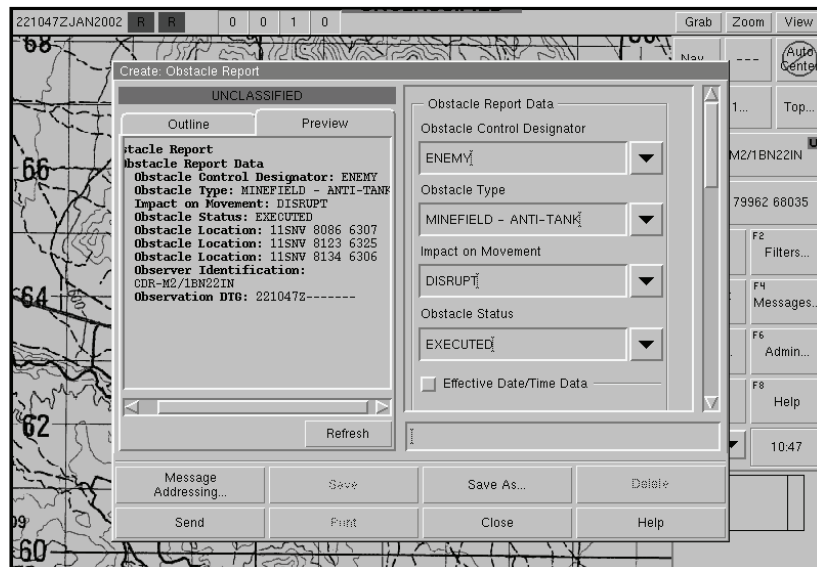 221047ZJAN2002 R R 0 0 1 0
Grab Zoom View
68
Nav --- Auto Center
Create: Obstacle Report
UNCLASSIFIED
Outline Preview
stacle Report
Obstacle Report Data
Obstacle Control Designator: ENEMY
Obstacle Type: MINEFIELD - ANTI-TANK
Impact on Movement: DISRUPT
Obstacle Status: EXECUTED
Obstacle Location: 11SNV 8086 6307
Obstacle Location: 11SNV 8123 6325
Obstacle Location: 11SNV 8134 6306
Observer Identification:
CDR-M2/1BN22IN
Observation DTG: 221047Z-------
Refresh
Obstacle Report Data
Obstacle Control Designator
ENEMY
Obstacle Type
MINEFIELD - ANTI-TANK
Impact on Movement
DISRUPT
Obstacle Status
EXECUTED
Effective Date/Time Data
1... Top...
U
M2/1BN22IN
79962 68035
F2
Filters...
F4
Messages..
F6
Admin...
F8
Help
10:47
66
64
62
Message Addressing... Save Save As... Delete
Send Print Close Help
09
60